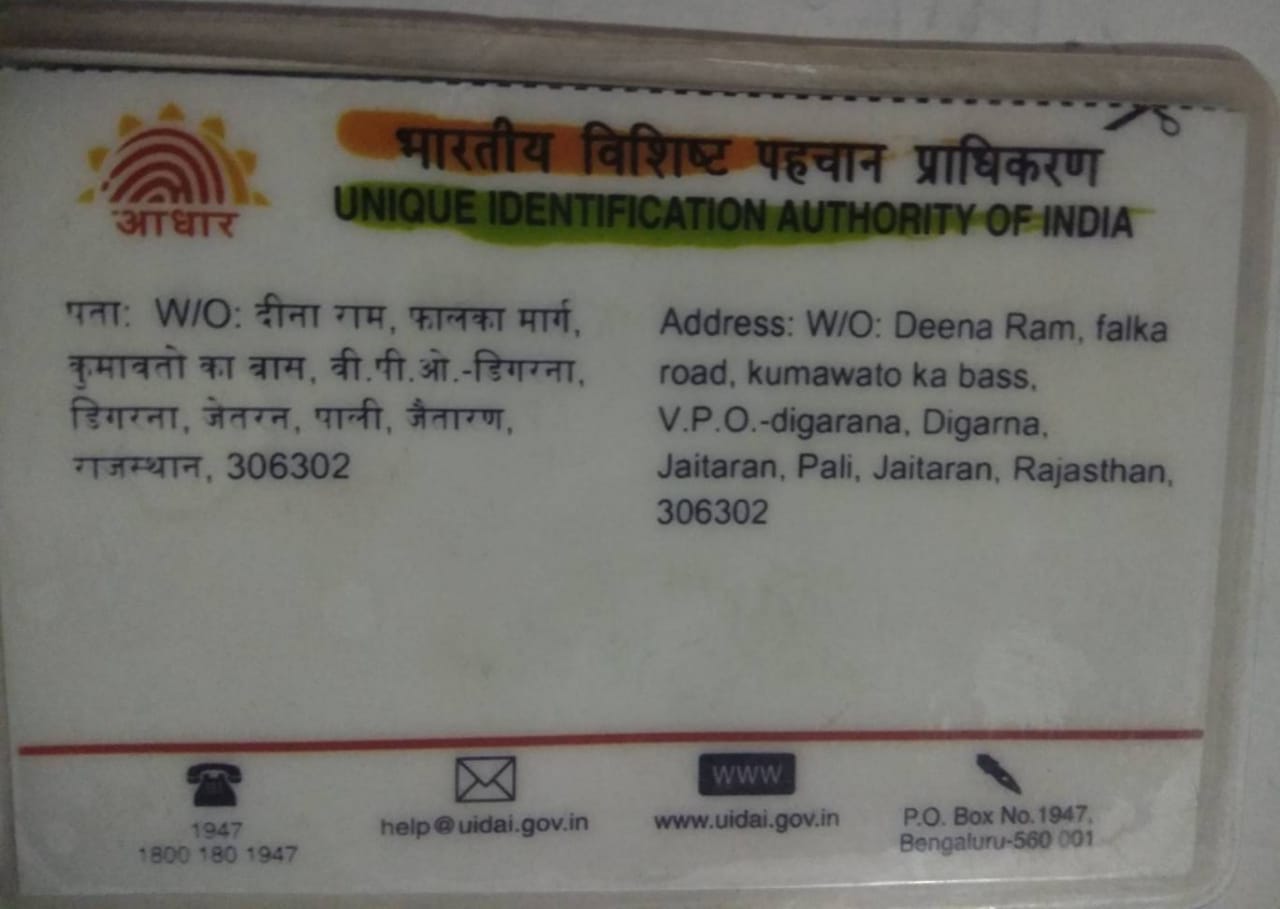 भारतीय विशिष्ट पहचान प्राधिकरण
UNIQUE IDENTIFICATION AUTHORITY OF INDIA
आधार
पता: W/O: दीना राम, फालका मार्ग,
कुमावतो का बास, वी.पी.ओ.-डिगरना,
डिगरना, जेतरन, पाली, जैतारण,
राजस्थान, 306302
Address: W/O: Deena Ram, falka
road, kumawato ka bass,
V.P.O.-digarana, Digarna,
Jaitaran, Pali, Jaitaran, Rajasthan,
306302
1947
1800 180 1947
help@uidai.gov.in
WWW
www.uidai.gov.in
P.O. Box No.1947,
Bengaluru-560 001